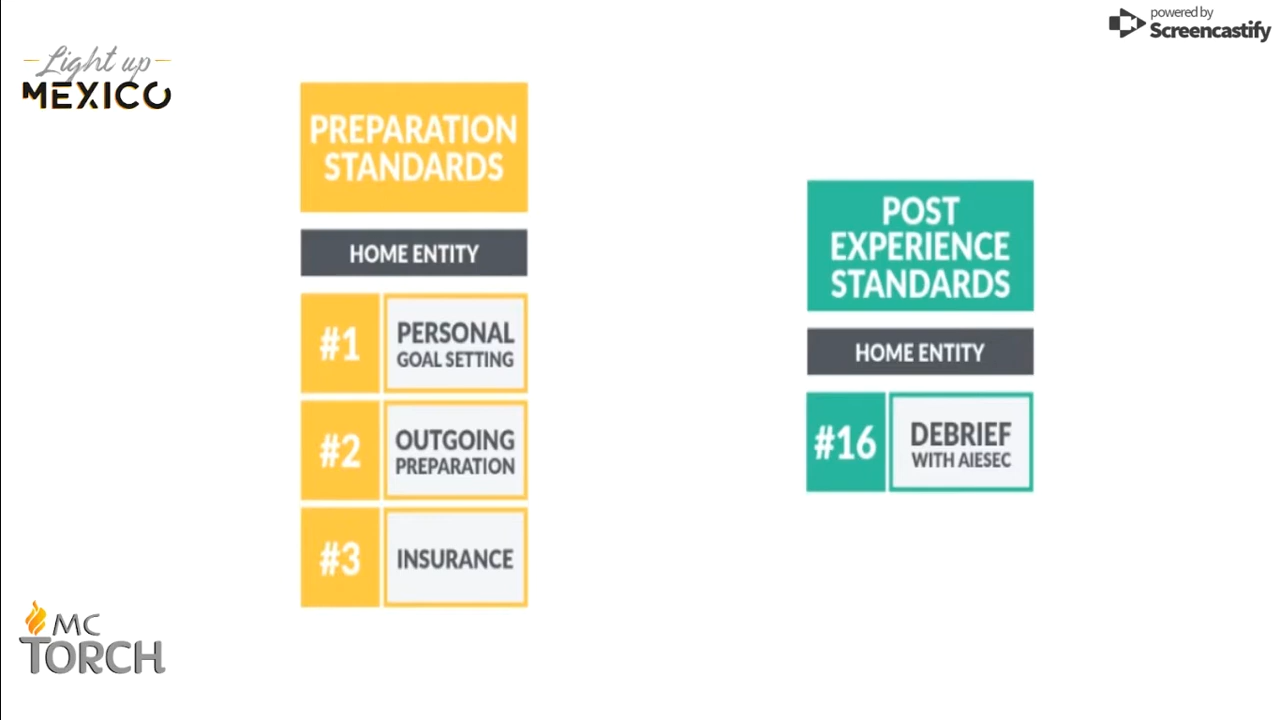 powered by
Screencastify
Light up
MEXICO
PREPARATION
STANDARDS
HOME ENTITY
#1
PERSONAL
GOAL SETTING
#2
OUTGOING
PREPARATION
#3
INSURANCE
POST
EXPERIENCE
STANDARDS
HOME ENTITY
#16
DEBRIEF
WITH AIESEC
MC
TORCH